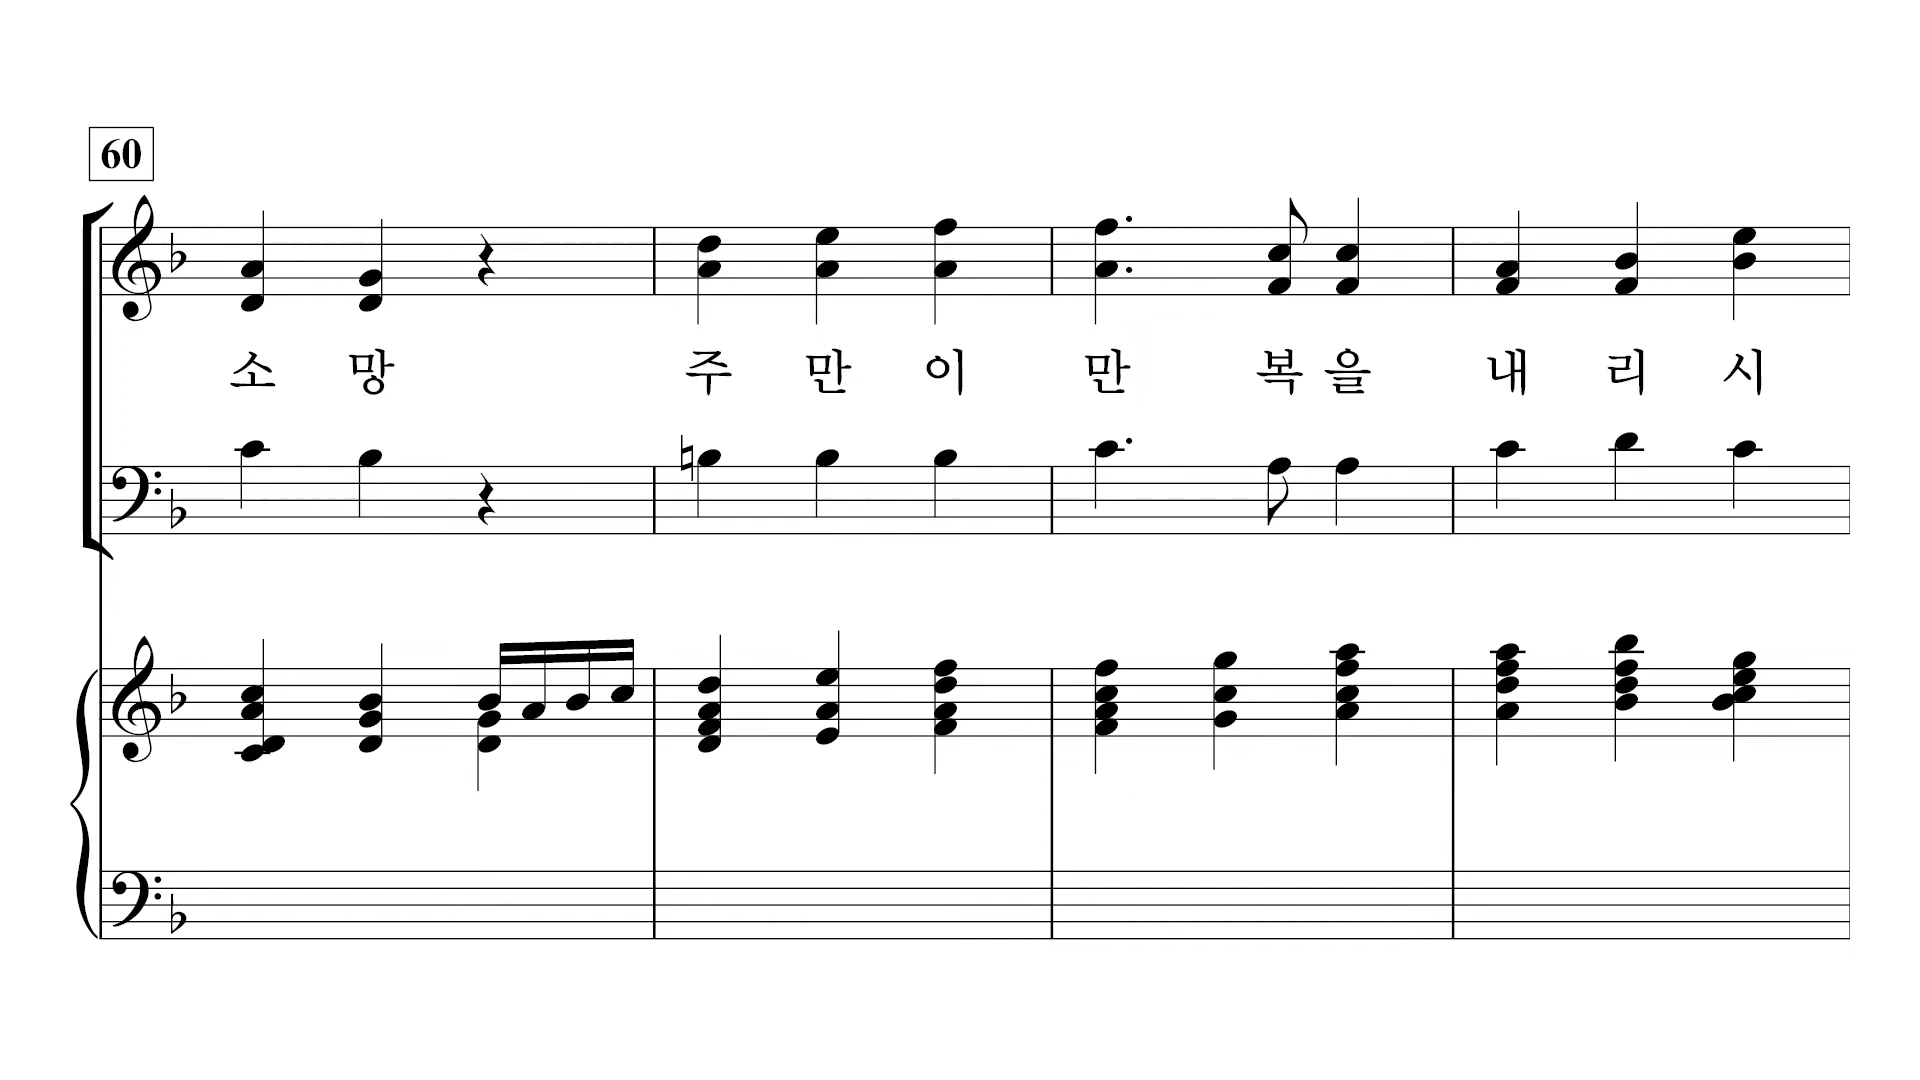 60
소 망 주 만 이 만 복 을 내 리 시